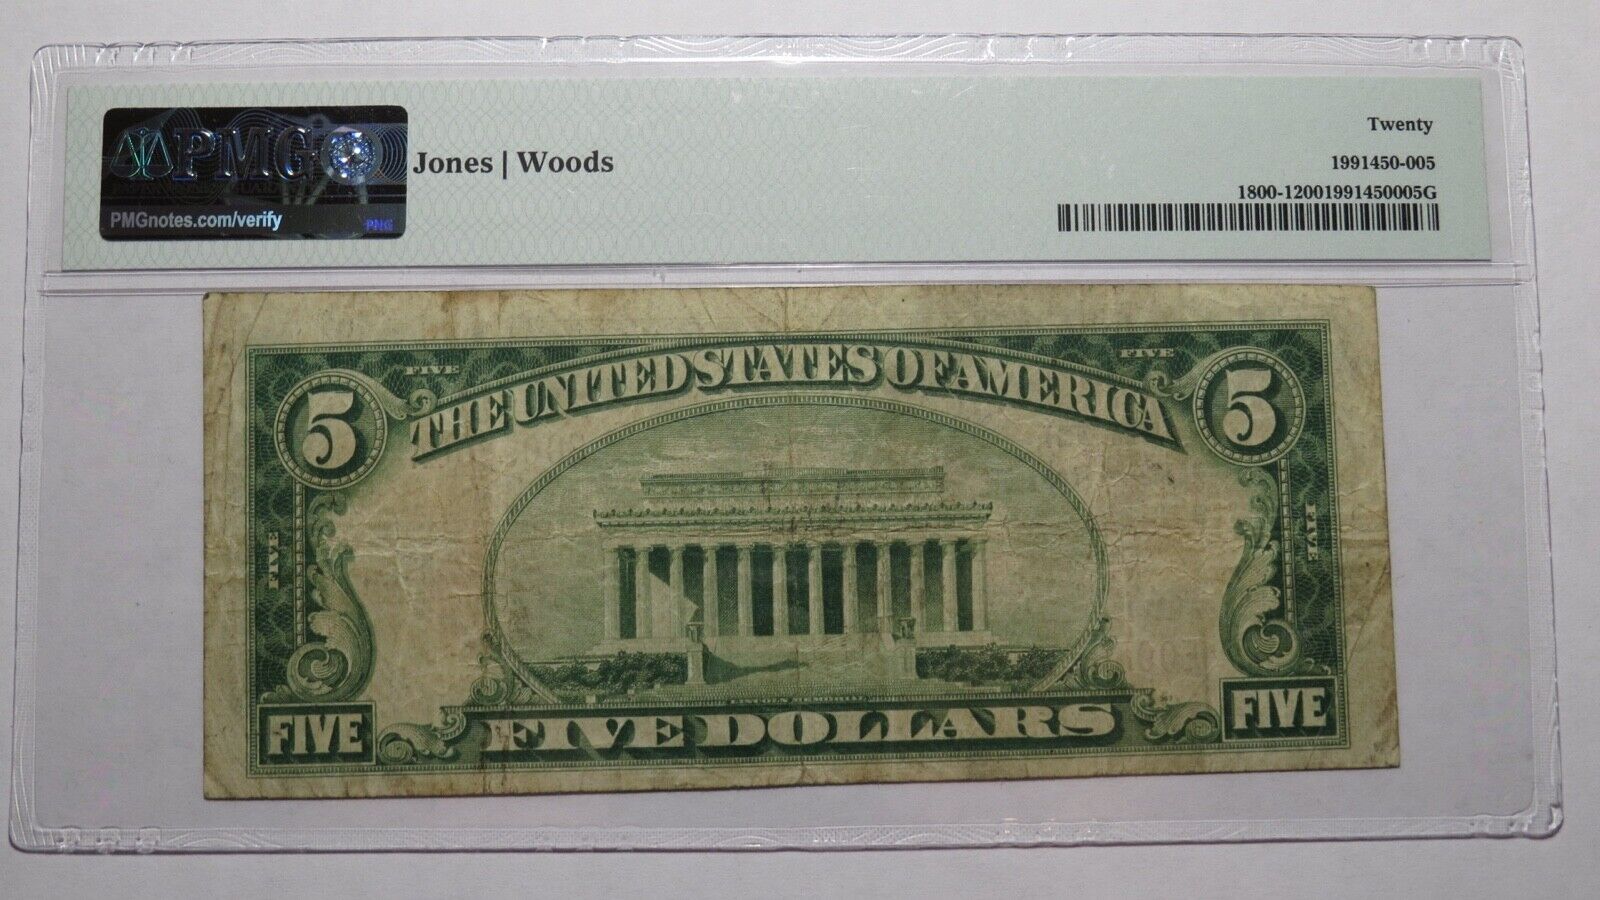 PMG
PMGnotes.com/verify
PNG
Jones | Woods
Twenty
1991450-005
1800-12001991450005G
FIVE
FIVE
5
THE UNITED STATES OF AMERICA
5
FIVE
FIVE
FIVE
FIVE DOLLARS
FIVE